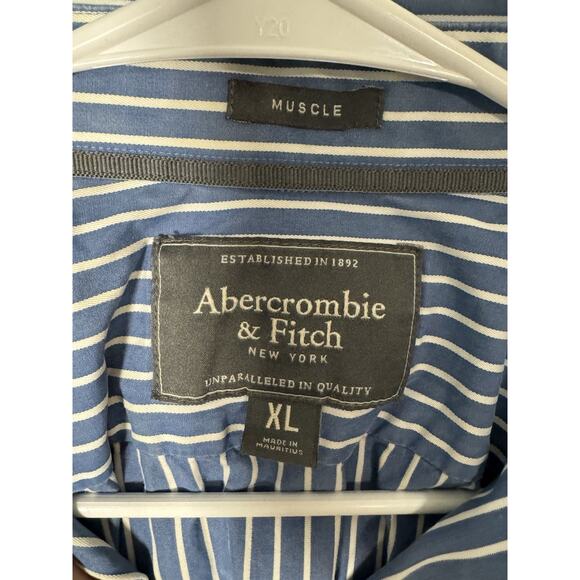 Y20
MUSCLE
ESTABLISHED IN 1892
Abercrombie
& Fitch
NEW YORK
UNPARALLELED IN QUALITY
XL
MADE IN
MAURITIUS